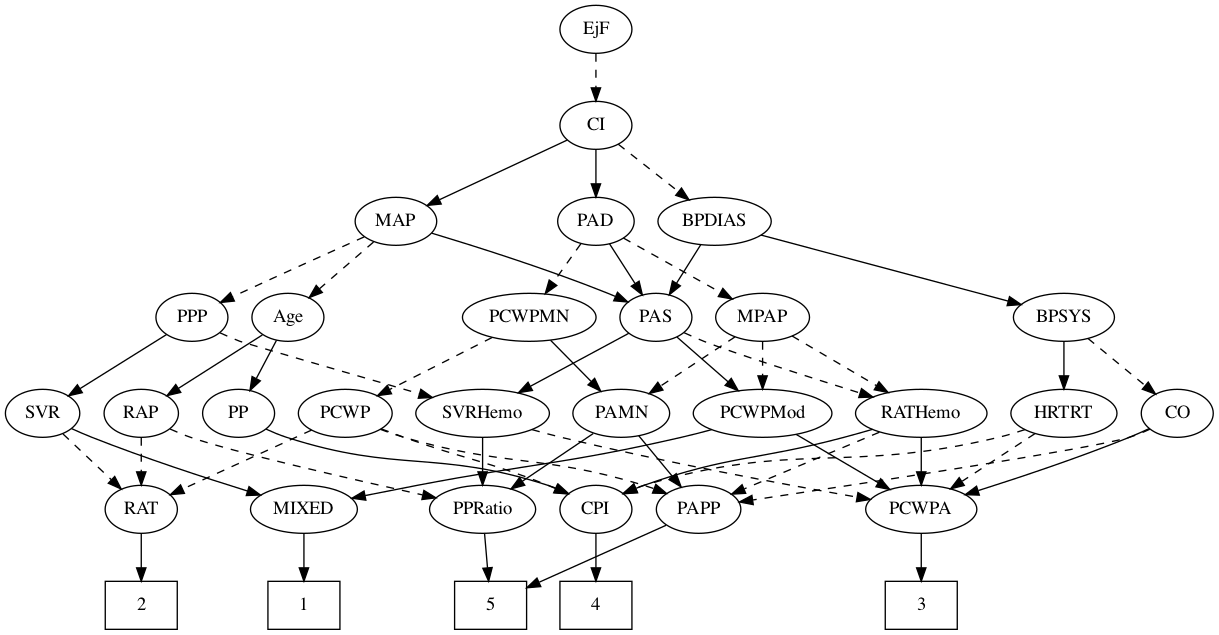 EjF
CI
MAP
PAD
BPDIAS
PPP
Age
PCWPMN
PAS
MPAP
BPSYS
SVR
RAP
PP
PCWP
SVRHemo
PAMN
PCWPMod
RATHemo
HRTRT
CO
RAT
MIXED
PPRatio
CPI
PAPP
PCWPA
2
1
5
4
3